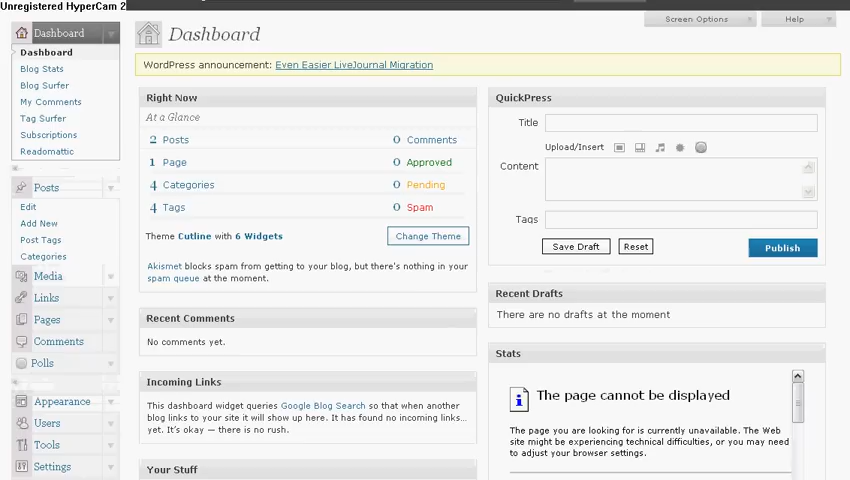 Unregistered HyperCam 2
Screen Options
Help
Dashboard
Dashboard
Blog Stats
Blog Surfer
My Comments
Tag Surfer
Subscriptions
Readomattic
Posts
Edit
Add New
Post Tags
Categories
Media
Links
Pages
Comments
Polls
Appearance
Users
Tools
Settings
Dashboard
WordPress announcement: Even Easier LiveJournal Migration
Right Now
At a Glance
2 Posts 0 Comments
1 Page 0 Approved
4 Categories 0 Pending
4 Tags 0 Spam
Theme Cutline with 6 Widgets
Change Theme
Akismet blocks spam from getting to your blog, but there's nothing in your
spam queue at the moment.
Recent Comments
No comments yet.
Incoming Links
This dashboard widget queries Google Blog Search so that when another
blog links to your site it will show up here. It has found no incoming links...
yet. It's okay — there is no rush.
Your Stuff
QuickPress
Title
Upload/Insert
Content
Tags
Save Draft
Reset
Publish
Recent Drafts
There are no drafts at the moment
Stats
The page cannot be displayed
The page you are looking for is currently unavailable. The Web
site might be experiencing technical difficulties, or you may need
to adjust your browser settings.